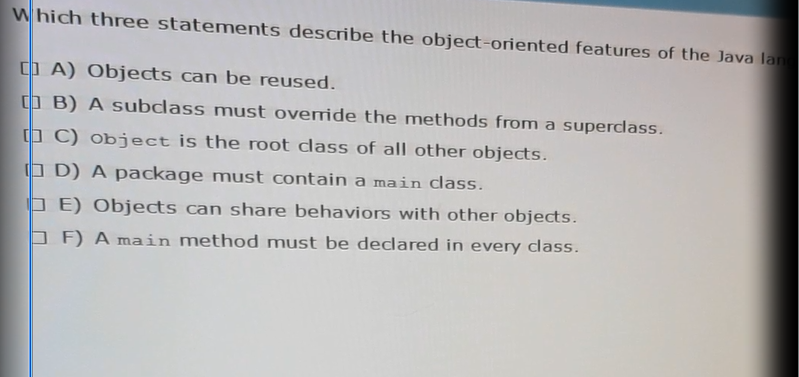 Which three statements describe the object-oriented features of the Java
[] A) Objects can be reused.
[] B) A subclass must override the methods from a superclass.
[] C) Object is the root class of all other objects.
[] D) A package must contain a main class.
[] E) Objects can share behaviors with other objects.
[] F) A main method must be declared in every class.